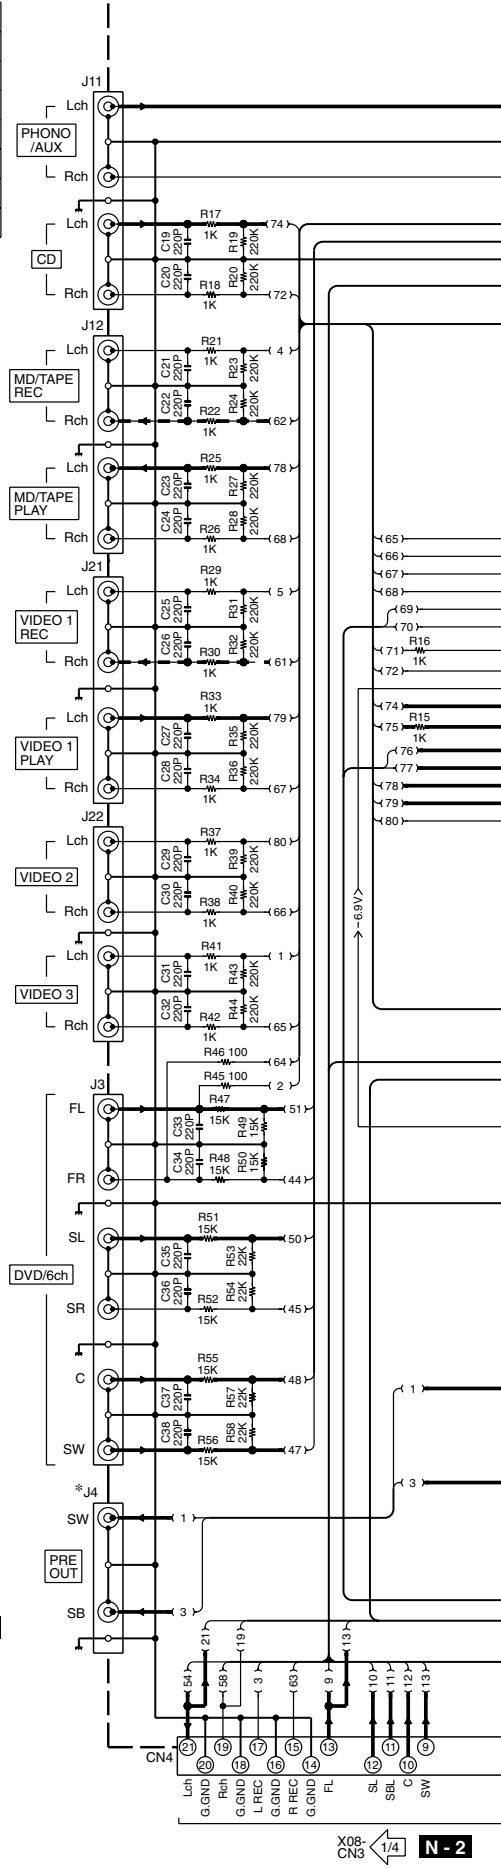 J11
Lch
PHONO
/AUX
Rch
Lch
R17
1K
74
C19
220P
R19
220K
CD
C20
220P
R20
220K
R18
1K
Rch
72
J12
Lch
R21
1K
4
C21
220P
R23
220K
MD/TAPE
REC
C22
220P
R24
220K
Rch
R22
1K
62
Lch
R25
1K
78
C23
220P
R27
220K
MD/TAPE
PLAY
C24
220P
R28
220K
Rch
R26
1K
68
J21
Lch
R29
1K
5
C25
220P
R31
220K
VIDEO 1
REC
C26
220P
R32
220K
Rch
R30
1K
61
Lch
R33
1K
79
C27
220P
R35
220K
VIDEO 1
PLAY
C28
220P
R36
220K
Rch
R34
1K
67
J22
Lch
R37
1K
80
C29
220P
R39
220K
VIDEO 2
C30
220P
R40
220K
Rch
R38
1K
66
Lch
R41
1K
1
C31
220P
R43
220K
VIDEO 3
C32
220P
R44
220K
Rch
R42
1K
65
65
66
67
68
69
70
71
R16
1K
72
74
75
R15
1K
76
77
78
79
80
-6.9V
R46 100
64
R45 100
2
J3
FL
R47
15K
51
C33
220P
R49
15K
C34
220P
R50
15K
FR
R48
15K
44
SL
R51
15K
50
C35
220P
R53
22K
DVD/6ch
C36
220P
R54
22K
SR
R52
15K
45
C
R55
15K
48
C37
220P
R57
22K
C38
220P
R58
22K
SW
R56
15K
47
1
3
*J4
SW
1
PRE
OUT
SB
3
21
19
13
54
58
3
63
9
10
11
12
13
CN4
21
20
19
18
17
16
15
14
13
12
11
10
9
Lch
G.GND
Rch
G.GND
L REC
G.GND
R REC
G.GND
FL
SL
SBL
C
SW
X08-
CN3
1/4
N - 2